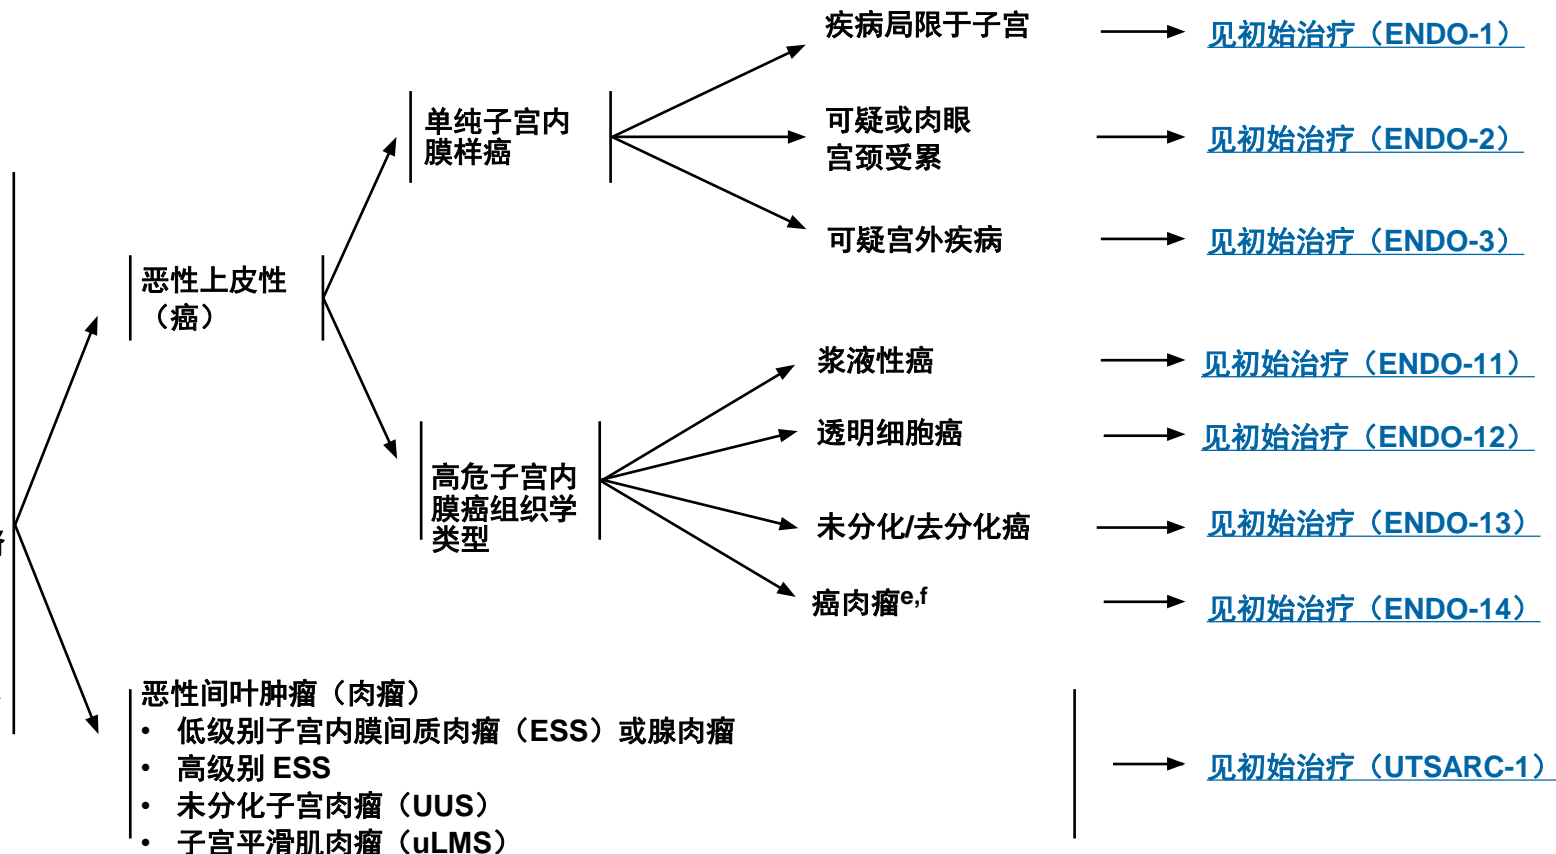 疾病局限于子宫
见初始治疗（ENDO-1）
单纯子宫内
膜样癌
可疑或肉眼
宫颈受累
见初始治疗（ENDO-2）
可疑宫外疾病
见初始治疗（ENDO-3）
恶性上皮性
（癌）
浆液性癌
见初始治疗（ENDO-11）
透明细胞癌
见初始治疗（ENDO-12）
高危子宫内
膜癌组织学
类型
未分化/去分化癌
见初始治疗（ENDO-13）
癌肉瘤e,f
见初始治疗（ENDO-14）
恶性间叶肿瘤（肉瘤）
• 低级别子宫内膜间质肉瘤（ESS）或腺肉瘤
• 高级别 ESS
• 未分化子宫肉瘤（UUS）
• 子宫平滑肌肉瘤（uLMS）
见初始治疗（UTSARC-1）